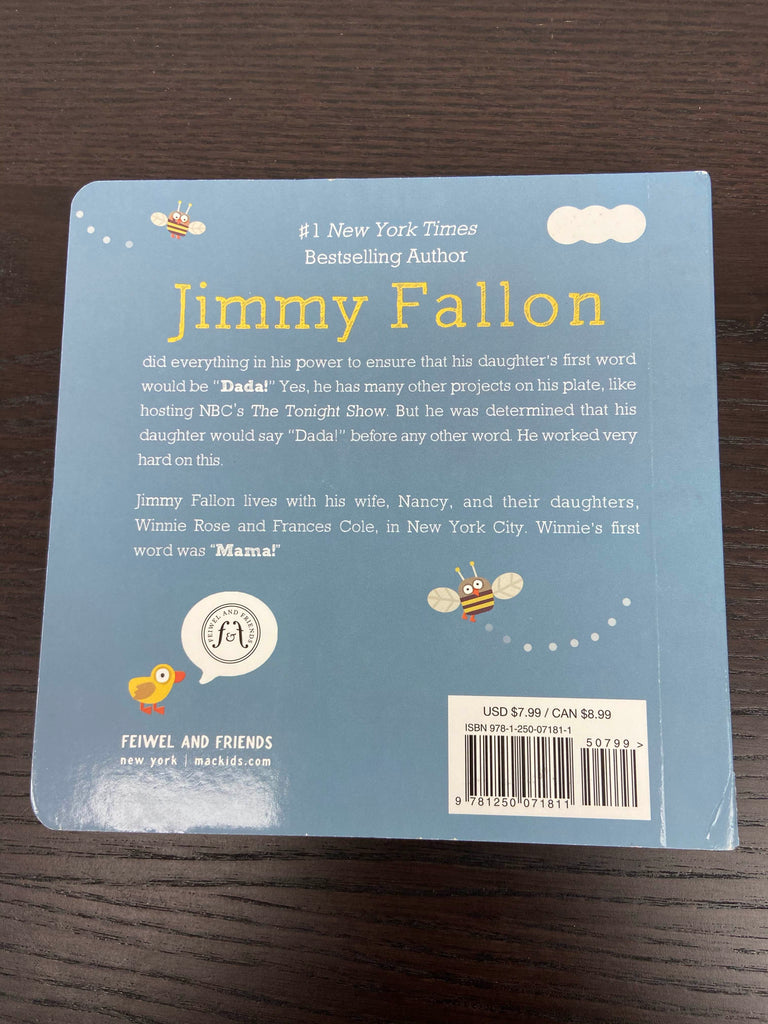 #1 New York Times
Bestselling Author
Jimmy Fallon
did everything in his power to ensure that his daughter's first word
would be "Dada!" Yes, he has many other projects on his plate, like
hosting NBC's The Tonight Show. But he was determined that his
daughter would say "Dada!" before any other word. He worked very
hard on this.
Jimmy Fallon lives with his wife, Nancy, and their daughters,
Winnie Rose and Frances Cole, in New York City. Winnie's first
word was "Mama!"
FEIWEL AND FRIENDS
f&f
FEIWEL AND FRIENDS
new york | mackids.com
USD $7.99 / CAN $8.99
ISBN 978-1-250-07181-1
50799 >
9 781250 071811